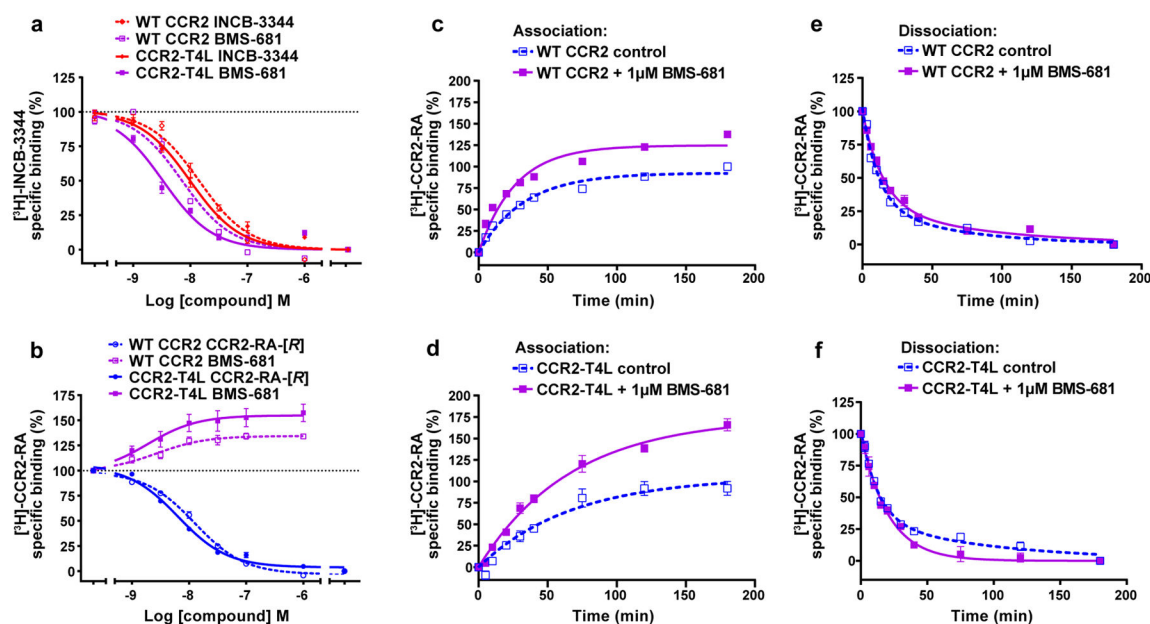 a
WT CCR2 INCB-3344
WT CCR2 BMS-681
CCR2-T4L INCB-3344
CCR2-T4L BMS-681
[³H]-INCB-3344
specific binding (%)
125
100
75
50
25
0
-9 -8 -7 -6 -5
Log [compound] M
b
WT CCR2 CCR2-RA-[R]
WT CCR2 BMS-681
CCR2-T4L CCR2-RA-[R]
CCR2-T4L BMS-681
[³H]-CCR2-RA
specific binding (%)
175
150
125
100
75
50
25
0
-9 -8 -7 -6 -5
Log [compound] M
c
Association:
WT CCR2 control
WT CCR2 + 1µM BMS-681
[³H]-CCR2-RA
specific binding (%)
200
175
150
125
100
75
50
25
0
0 50 100 150 200
Time (min)
d
Association:
CCR2-T4L control
CCR2-T4L + 1µM BMS-681
[³H]-CCR2-RA
specific binding (%)
200
175
150
125
100
75
50
25
0
0 50 100 150 200
Time (min)
e
Dissociation:
WT CCR2 control
WT CCR2 + 1µM BMS-681
[³H]-CCR2-RA
specific binding (%)
125
100
75
50
25
0
0 50 100 150 200
Time (min)
f
Dissociation:
CCR2-T4L control
CCR2-T4L + 1µM BMS-681
[³H]-CCR2-RA
specific binding (%)
125
100
75
50
25
0
0 50 100 150 200
Time (min)